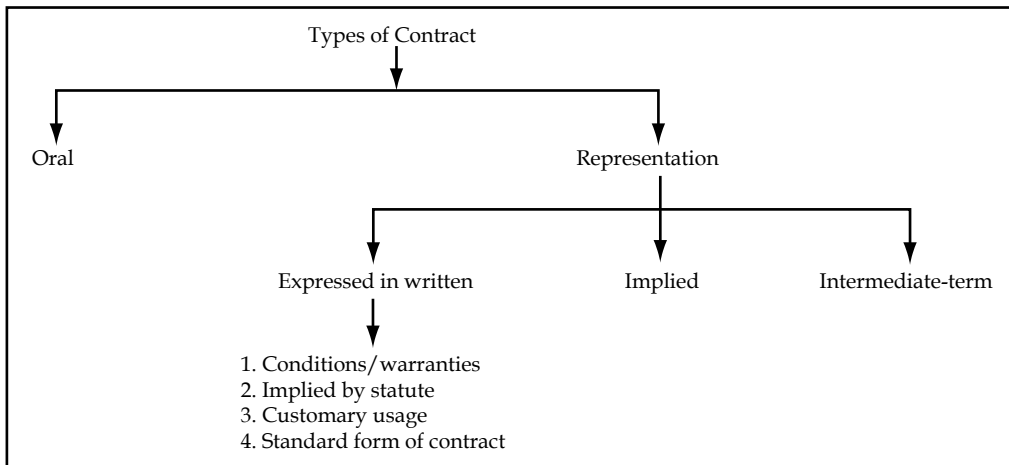 Types of Contract
Oral
Representation
Expressed in written
Implied
Intermediate-term
1. Conditions/warranties
2. Implied by statute
3. Customary usage
4. Standard form of contract